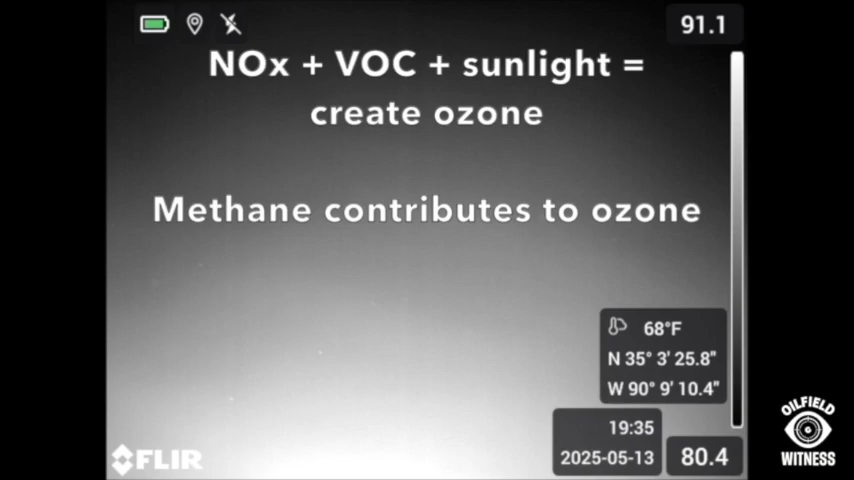 91.1
NOx + VOC + sunlight =
create ozone
Methane contributes to ozone
68°F
N 35° 3' 25.8"
W 90° 9' 10.4"
19:35
2025-05-13
80.4
FLIR
OILFIELD
WITNESS